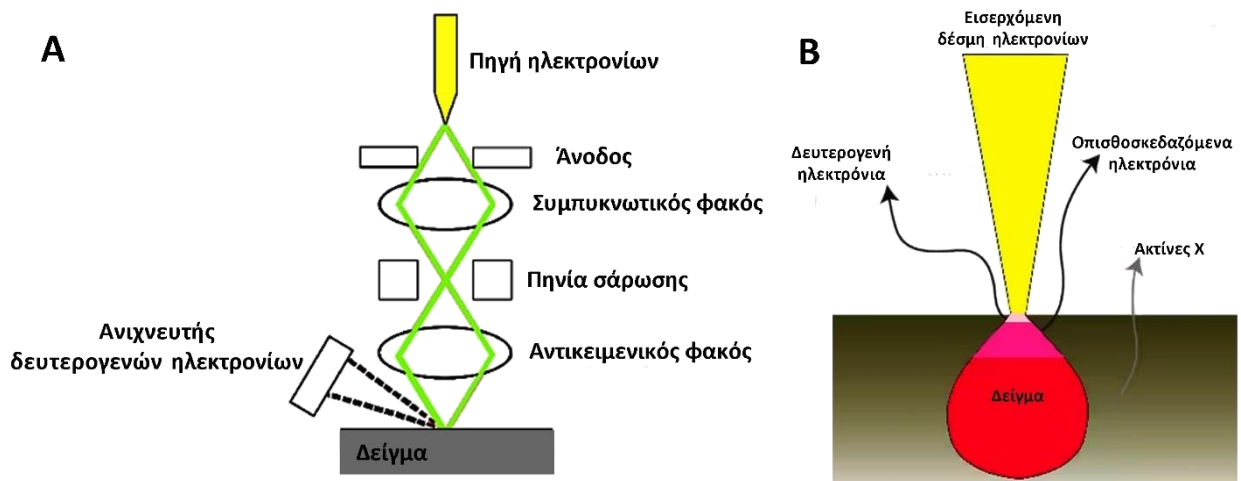 A
Πηγή ηλεκτρονίων
Άνοδος
Συμπυκνωτικός φακός
Πηνία σάρωσης
Ανιχνευτής
δευτερογενών ηλεκτρονίων
Αντικειμενικός φακός
Δείγμα
B
Εισερχόμενη
δέσμη ηλεκτρονίων
Δευτερογενή
ηλεκτρόνια
Οπισθοσκεδαζόμενα
ηλεκτρόνια
Ακτίνες Χ
Δείγμα